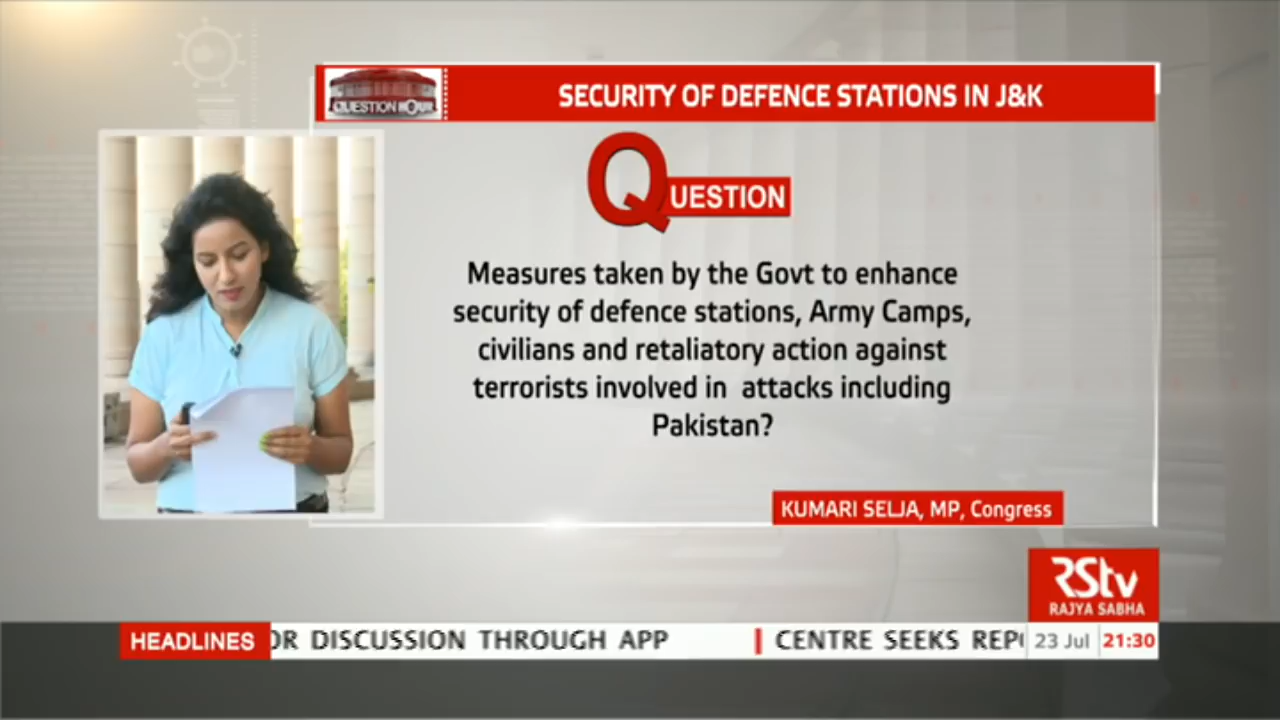 QUESTION HOUR
SECURITY OF DEFENCE STATIONS IN J&K
QUESTION
Measures taken by the Govt to enhance
security of defence stations, Army Camps,
civilians and retaliatory action against
terrorists involved in attacks including
Pakistan?
KUMARI SELJA, MP, Congress
RStv
RAJYA SABHA
HEADLINES OR DISCUSSION THROUGH APP CENTRE SEEKS REP 23 Jul 21:30